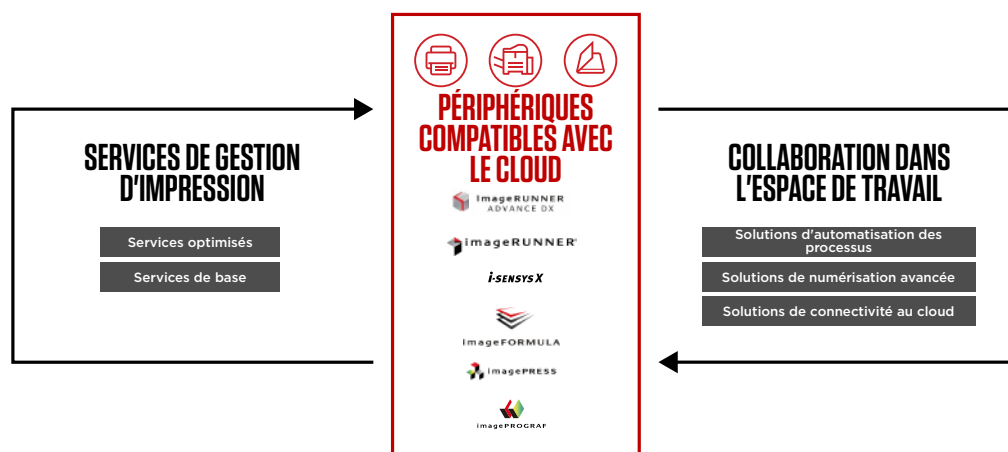 SERVICES DE GESTION
D'IMPRESSION
Services optimisés
Services de base
PÉRIPHÉRIQUES
COMPATIBLES AVEC
LE CLOUD
imageRUNNER
ADVANCE DX
imageRUNNER
i-SENSYS X
imageFORMULA
imagePRESS
imagePROGRAF
COLLABORATION DANS
L'ESPACE DE TRAVAIL
Solutions d'automatisation des
processus
Solutions de numérisation avancée
Solutions de connectivité au cloud